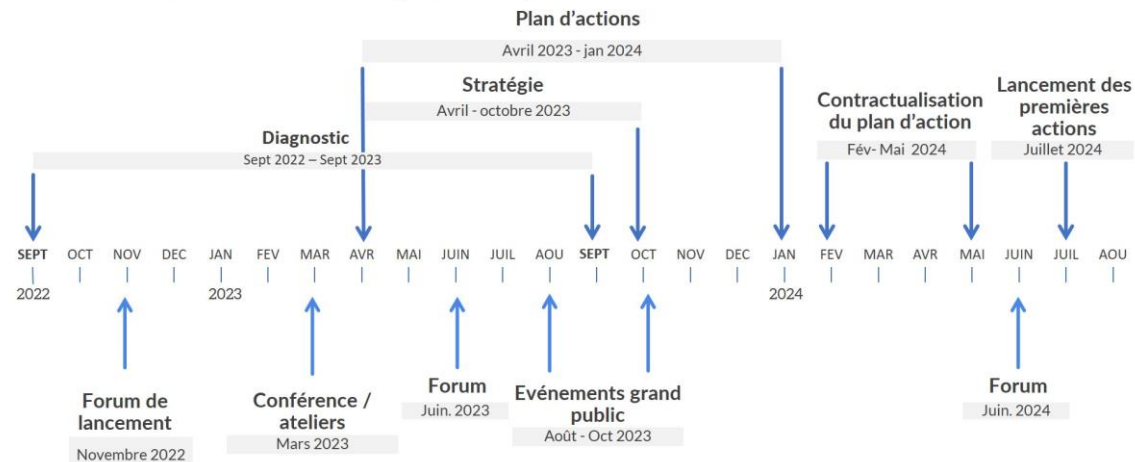 Plan d'actions
Avril 2023 - jan 2024
Stratégie
Avril - octobre 2023
Diagnostic
Sept 2022 – Sept 2023
Contractualisation
du plan d'action
Fév- Mai 2024
Lancement des
premières
actions
Juillet 2024
SEPT OCT NOV DEC JAN FEV MAR AVR MAI JUIN JUIL AOU SEPT OCT NOV DEC JAN FEV MAR AVR MAI JUIN JUIL AOU
2022 2023 2024
Forum de
lancement
Novembre 2022
Conférence /
ateliers
Mars 2023
Forum
Juin. 2023
Evénements grand
public
Août - Oct 2023
Forum
Juin. 2024